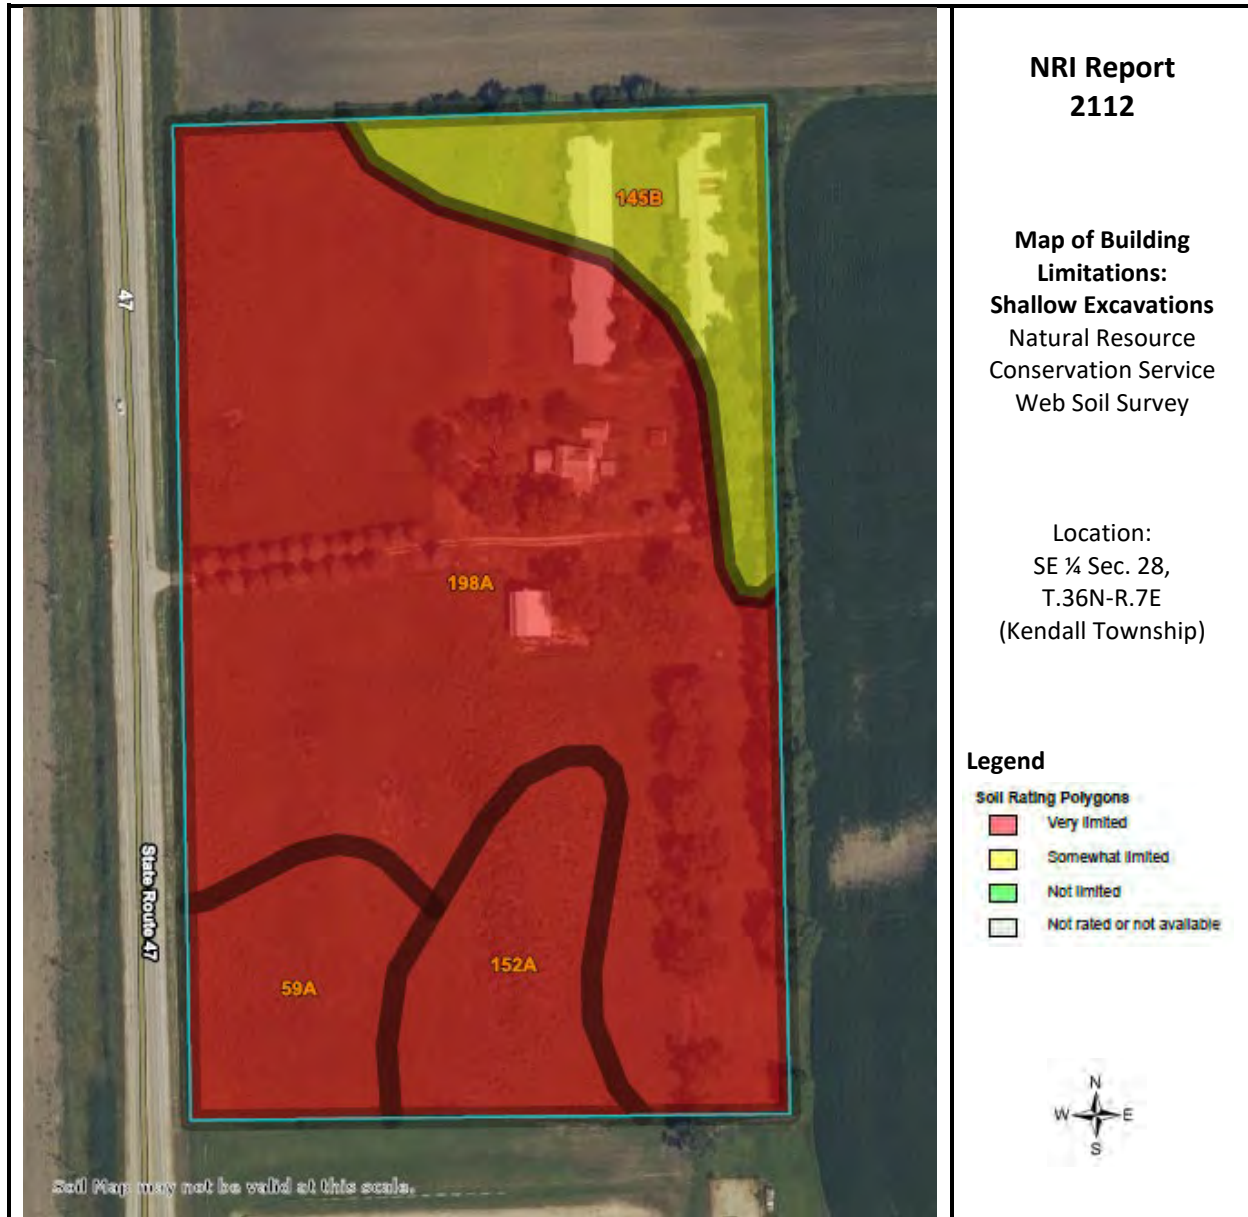 NRI Report
2112
Map of Building
Limitations:
Shallow Excavations
Natural Resource
Conservation Service
Web Soil Survey
Location:
SE ¼ Sec. 28,
T.36N-R.7E
(Kendall Township)
Legend
Soil Rating Polygons
Very limited
Somewhat limited
Not limited
Not rated or not available
N
W E
S
145B
47
198A
State Route 47
152A
59A
Soil Map may not be valid at this scale.